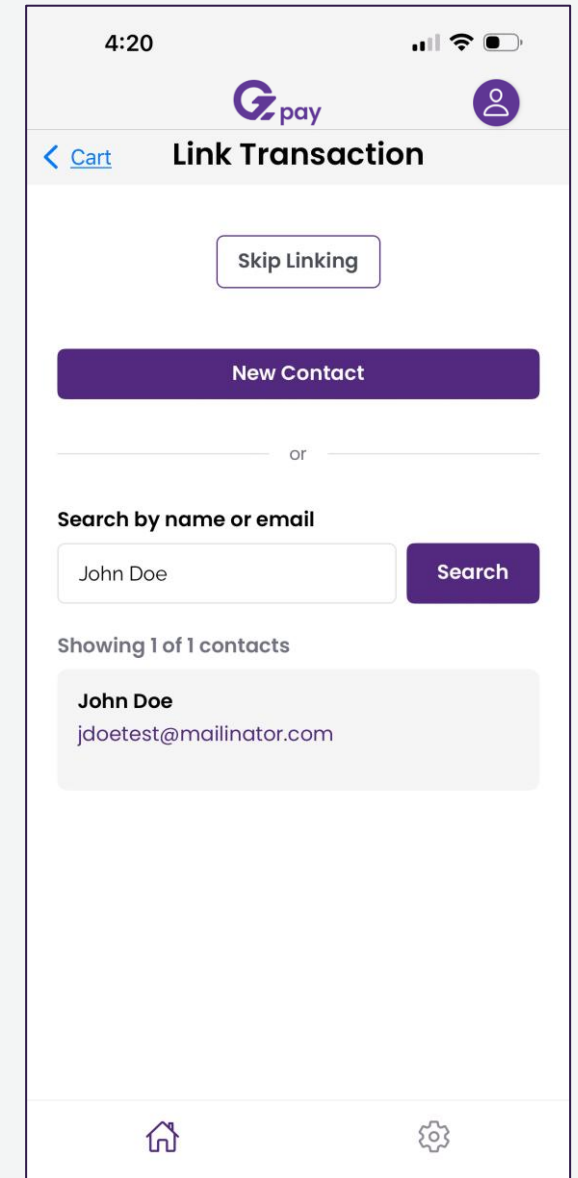 4:20
Gz pay
Cart
Link Transaction
Skip Linking
New Contact
or
Search by name or email
John Doe
Search
Showing 1 of 1 contacts
John Doe
jdoetest@mailinator.com